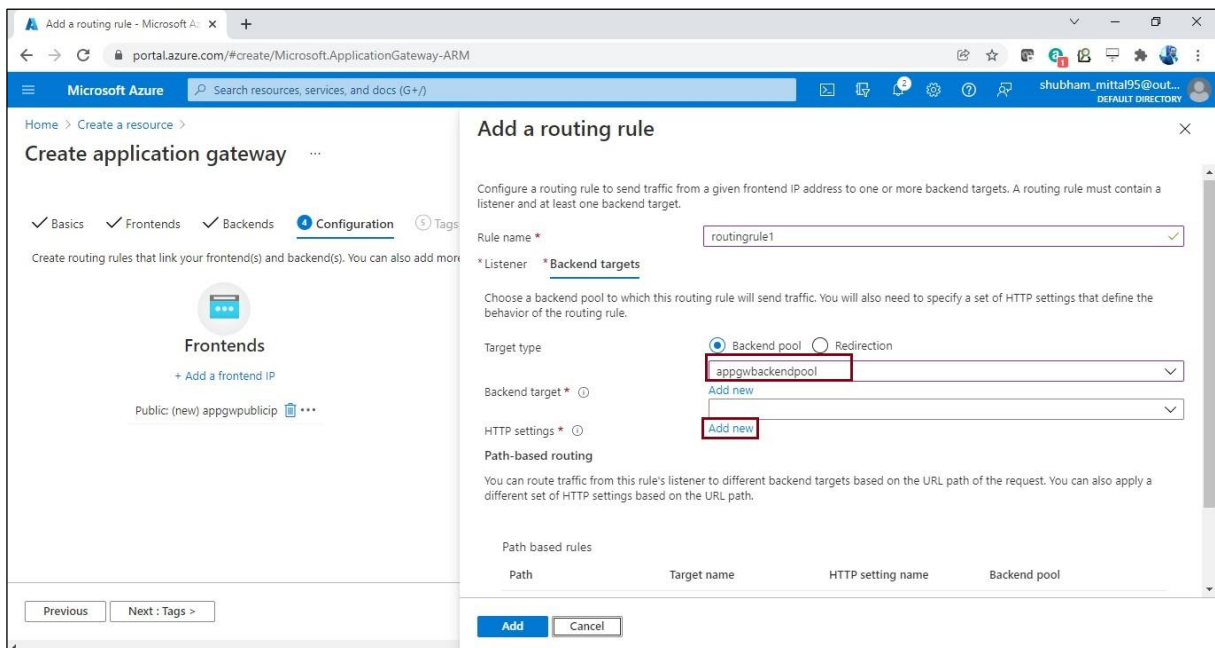 Add a routing rule - Microsoft A
portal.azure.com/#create/Microsoft.ApplicationGateway-ARM
1
Microsoft Azure
Search resources, services, and docs (G+/)
2
shubham_mittal95@out...
DEFAULT DIRECTORY
Home > Create a resource >
Create application gateway ...
Basics Frontends Backends 4 Configuration 5 Tags
Create routing rules that link your frontend(s) and backend(s). You can also add more
Frontends
+ Add a frontend IP
Public: (new) appgwpublicip
Previous
Next : Tags >
Add a routing rule
Configure a routing rule to send traffic from a given frontend IP address to one or more backend targets. A routing rule must contain a
listener and at least one backend target.
Rule name * routingrule1
* Listener * Backend targets
Choose a backend pool to which this routing rule will send traffic. You will also need to specify a set of HTTP settings that define the
behavior of the routing rule.
Target type Backend pool Redirection
appgwbackendpool
Backend target * Add new
HTTP settings * Add new
Path-based routing
You can route traffic from this rule's listener to different backend targets based on the URL path of the request. You can also apply a
different set of HTTP settings based on the URL path.
Path based rules
Path Target name HTTP setting name Backend pool
Add
Cancel